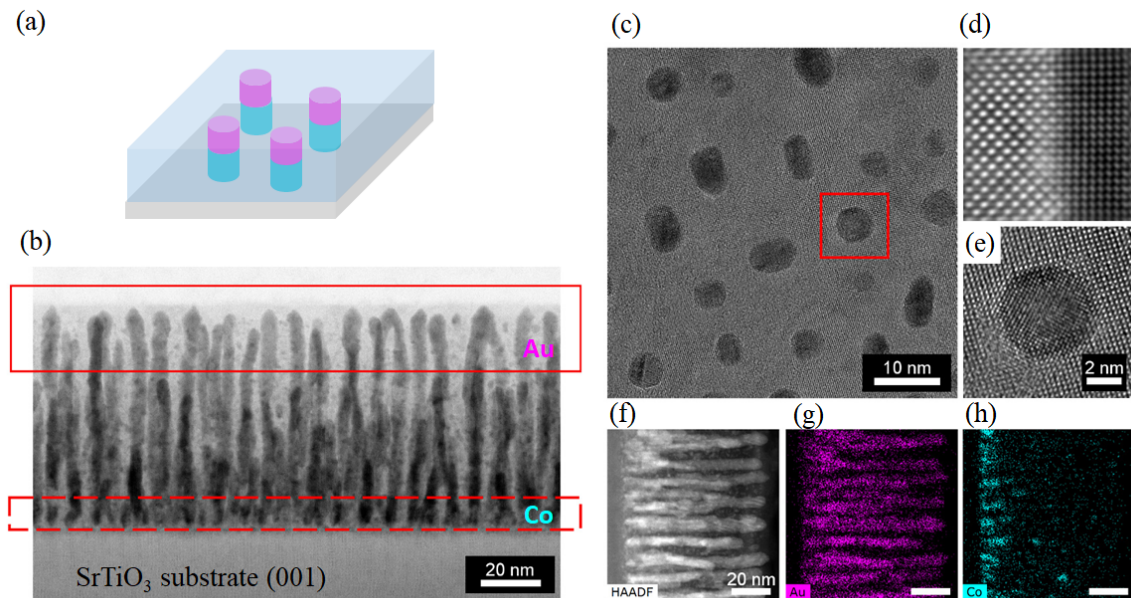 (a)
(b)
Au
Co
SrTiO₃ substrate (001)
20 nm
(c)
10 nm
(d)
(e)
2 nm
(f)
HAADF
20 nm
(g)
Au
(h)
Co